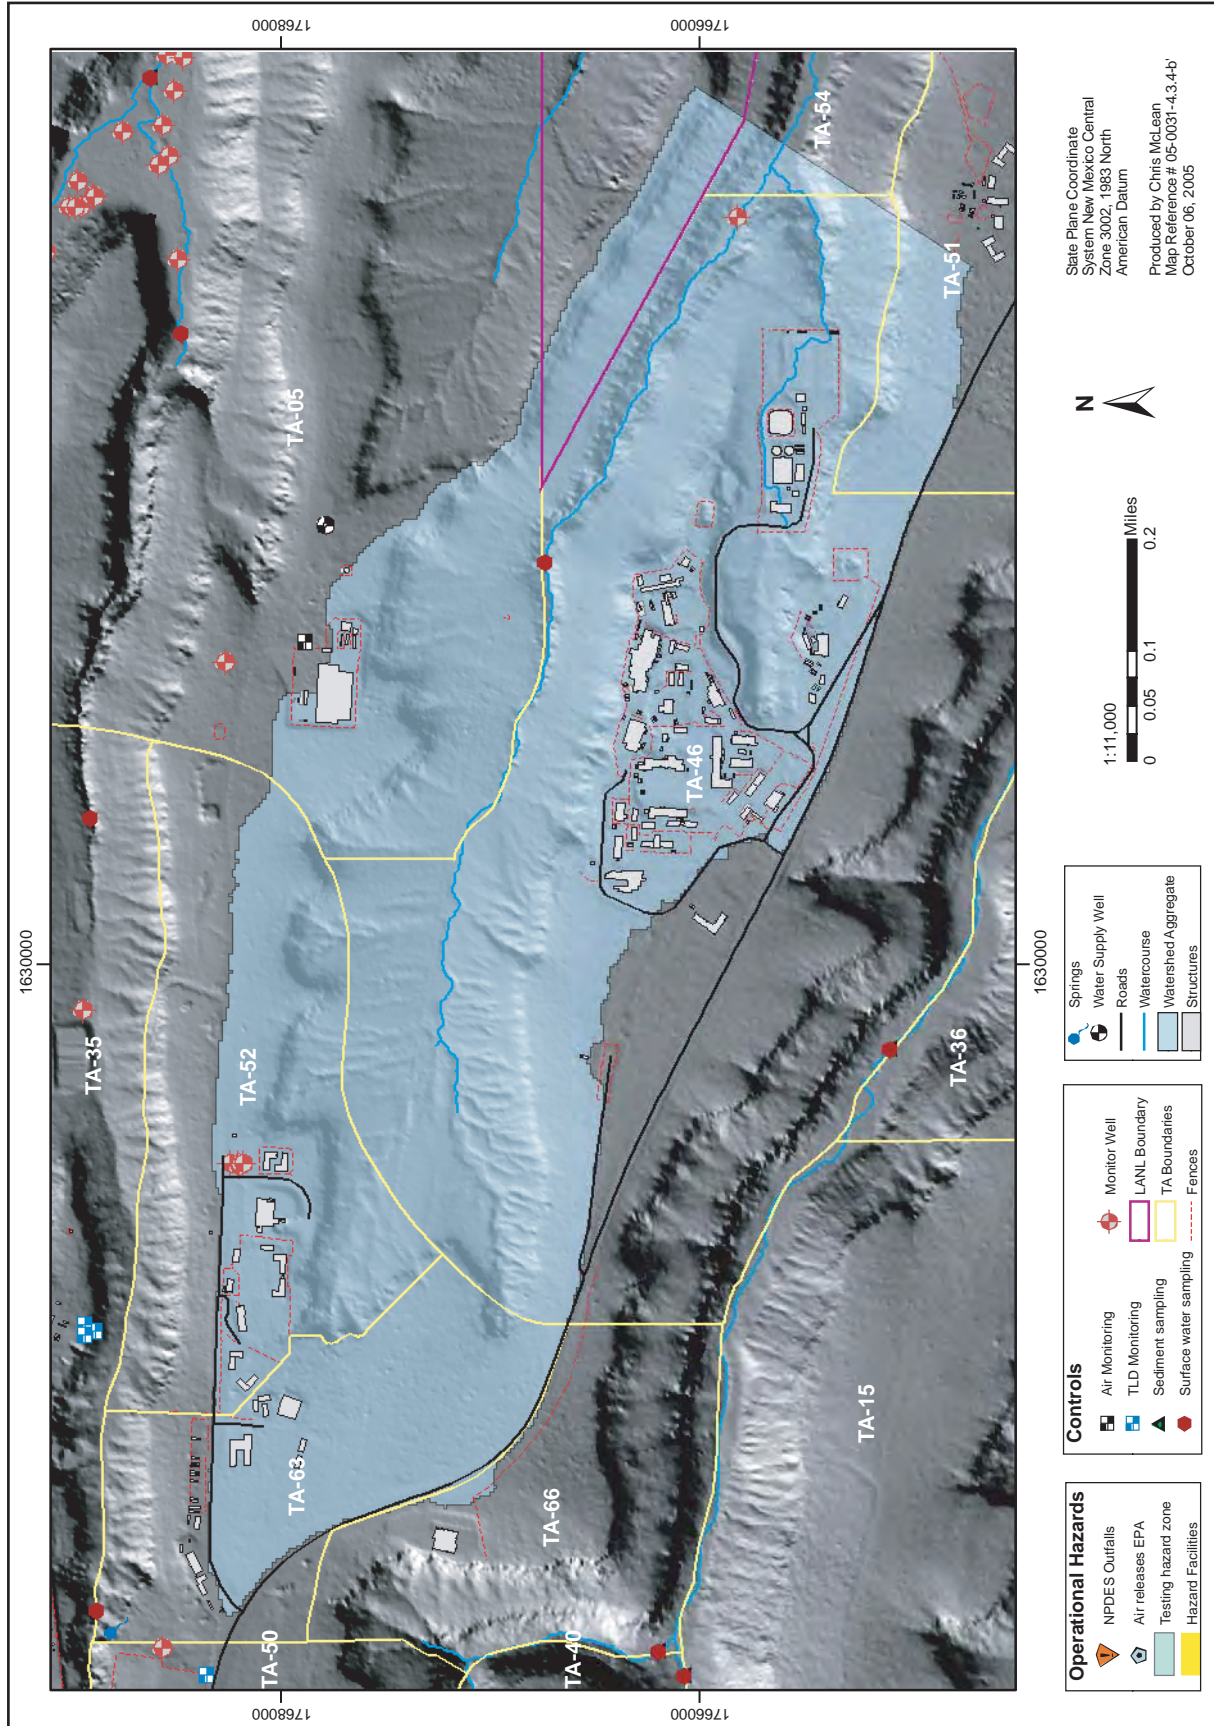 1768000
1766000
1630000
TA-35
TA-52
TA-05
TA-54
TA-51
TA-46
TA-63
TA-66
TA-50
TA-40
TA-15
TA-36
1630000
1768000
1766000
Operational Hazards
NPDES Outfalls
Air releases EPA
Testing hazard zone
Hazard Facilities
Controls
Air Monitoring
TLD Monitoring
Sediment sampling
Surface water sampling
Monitor Well
LANL Boundary
TA Boundaries
Fences
Springs
Water Supply Well
Roads
Watercourse
Watershed Aggregate
Structures
1:11,000
0 0.05 0.1 0.2
Miles
N
State Plane Coordinate
System New Mexico Central
Zone 3002, 1983 North
American Datum
Produced by Chris McLean
Map Reference # 05-0031-4.3.4-b'
October 06, 2005